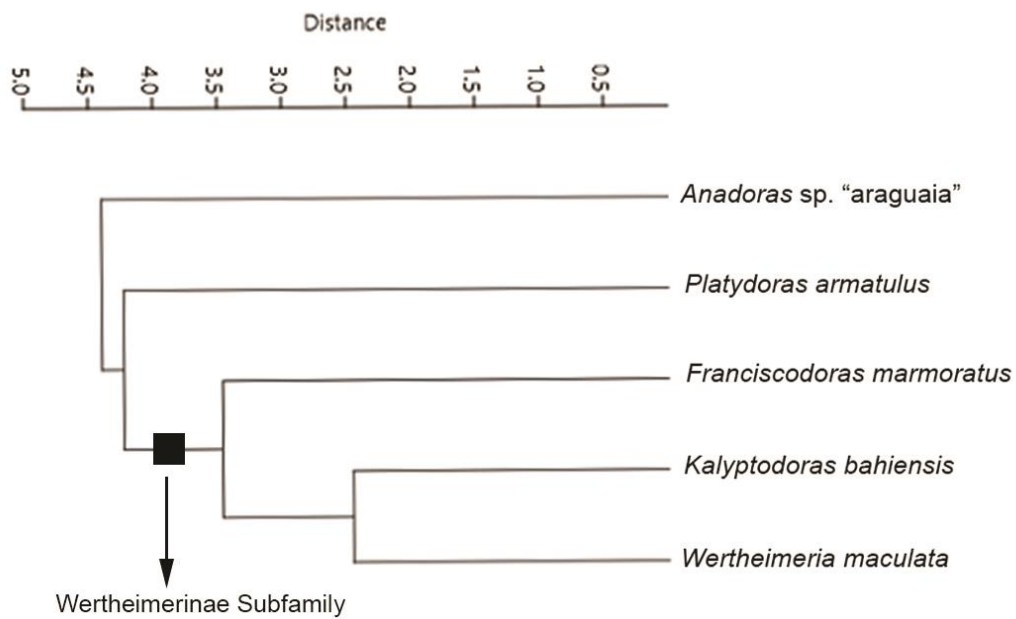 Distance
5.0 4.5 4.0 3.5 3.0 2.5 2.0 1.5 1.0 0.5
Anadoras sp. “araguaia”
Platydoras armatulus
Franciscodoras marmoratus
Kalyptodoras bahiensis
Wertheimeria maculata
Wertheimerinae Subfamily